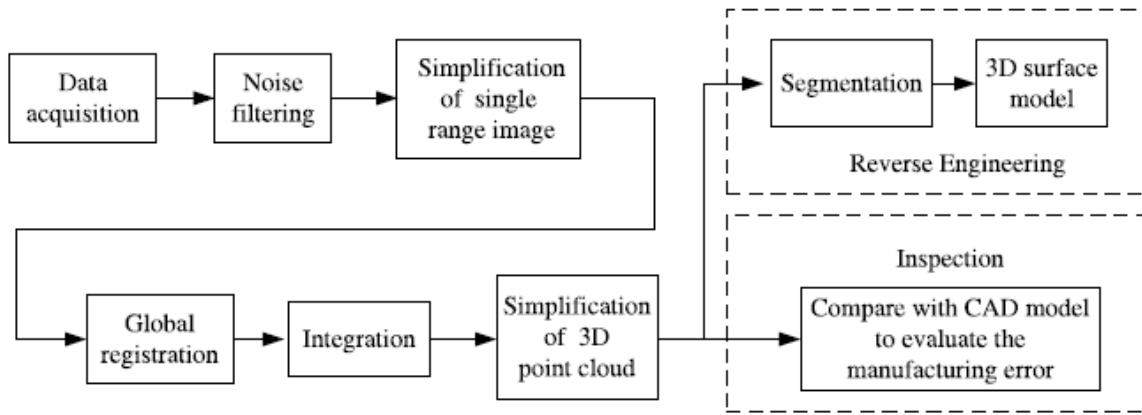 Data
acquisition
Noise
filtering
Simplification
of single
range image
Segmentation
3D surface
model
Reverse Engineering
Global
registration
Integration
Simplification
of 3D
point cloud
Inspection
Compare with CAD model
to evaluate the
manufacturing error